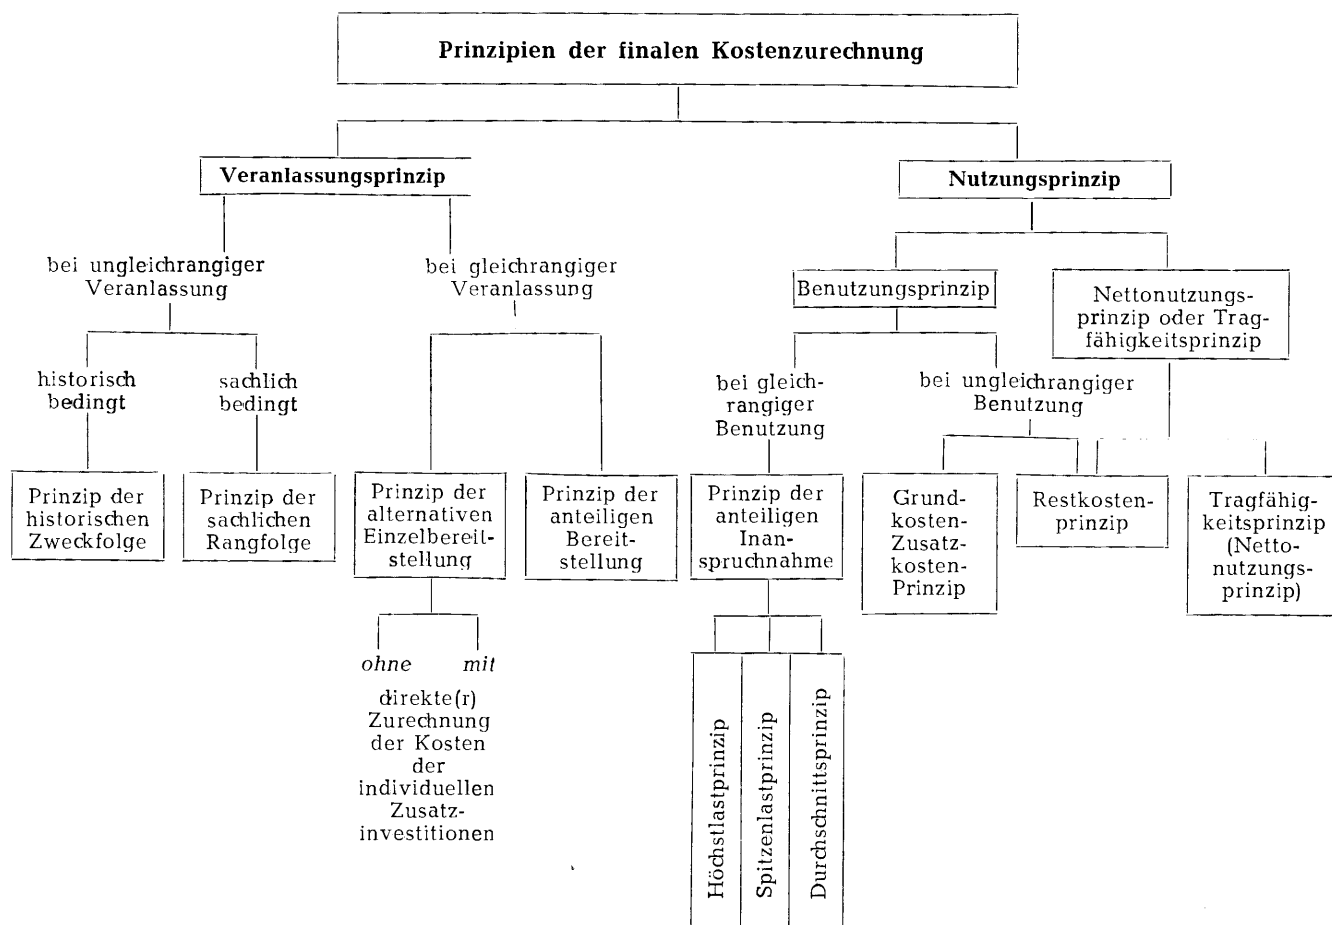 Prinzipien der finalen Kostenzurechnung
Veranlassungsprinzip
Nutzungsprinzip
bei ungleichrangiger
Veranlassung
bei gleichrangiger
Veranlassung
Benutzungsprinzip
Nettonutzungs-
prinzip oder Trag-
fähigkeitsprinzip
historisch
bedingt
sachlich
bedingt
bei gleich-
rangiger
Benutzung
bei ungleichrangiger
Benutzung
Prinzip der
historischen
Zweckfolge
Prinzip der
sachlichen
Rangfolge
Prinzip der
alternativen
Einzelbereit-
stellung
Prinzip der
anteiligen
Bereit-
stellung
Prinzip der
anteiligen
Inan-
spruchnahme
Grund-
kosten-
Zusatz-
kosten-
Prinzip
Restkosten-
prinzip
Tragfähig-
keitsprinzip
(Netto-
nutzungs-
prinzip)
ohne mit
direkte(r)
Zurechnung
der Kosten
der
individuellen
Zusatz-
investitionen
Höchstlastprinzip
Spitzenlastprinzip
Durchschnittsprinzip